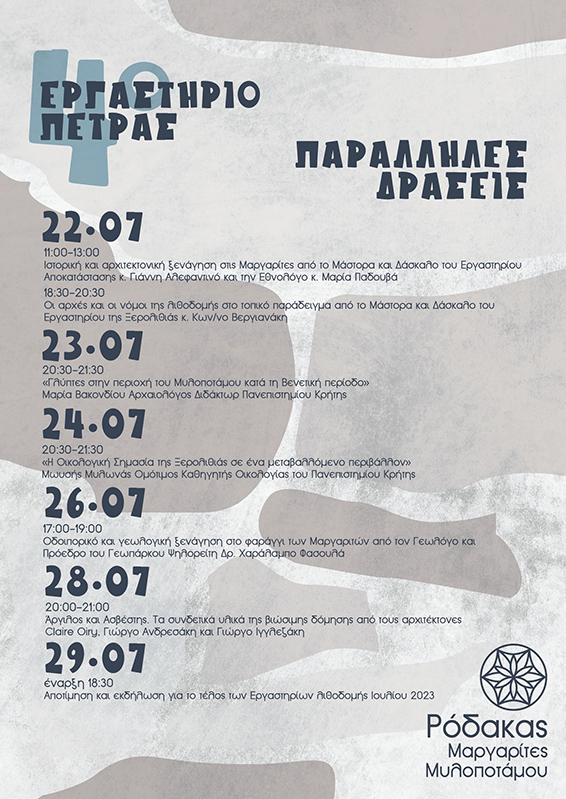 4ο
ΕΡΓΑΣΤΗΡΙΟ
ΠΕΤΡΑΣ
ΠΑΡΑΛΛΗΛΕΣ
ΔΡΑΣΕΙΣ
22.07
11:00-13:00
Ιστορική και αρχιτεκτονική ξενάγηση στις Μαργαρίτες από το Μάστορα και Δάσκαλο του Εργαστηρίου
Αποκατάστασης κ. Γιάννη Αλεφαντινό και την Εθνολόγο κ. Μαρία Παδουβά
18:30-20:30
Οι αρχές και οι νόμοι της λιθοδομής στο τοπικό παράδειγμα από το Μάστορα και Δάσκαλο του
Εργαστηρίου της Ξερολιθιάς κ. Κων/νο Βεργιανάκη
23.07
20:30-21:30
«Γλύπτες στην περιοχή του Μυλοποτάμου κατά τη Βενετική περίοδο»
Μαρία Βακονδίου Αρχαιολόγος Διδάκτωρ Πανεπιστημίου Κρήτης
24.07
20:30-21:30
«Η Οικολογική Σημασία της Ξερολιθιάς σε ένα μεταβαλλόμενο περιβάλλον»
Μωυσής Μυλωνάς Ομότιμος Καθηγητής Οικολογίας του Πανεπιστημίου Κρήτης
26.07
17:00-19:00
Οδοιπορικό και γεωλογική ξενάγηση στο φαράγγι των Μαργαριτών από τον Γεωλόγο και
Πρόεδρο του Γεωπάρκου Ψηλορείτη Δρ. Χαράλαμπο Φασουλά
28.07
20:00-21:00
Άργιλος και Ασβέστης. Τα συνδετικά υλικά της βιώσιμης δόμησης από τους αρχιτέκτονες
Claire Oiry, Γιώργο Ανδρεσάκη και Γιώργο Ιγγλεζάκη
29.07
έναρξη 18:30
Αποτίμηση και εκδήλωση για το τέλος των Εργαστηρίων λιθοδομής Ιουλίου 2023
Ρόδακας
Μαργαρίτες
Μυλοποτάμου